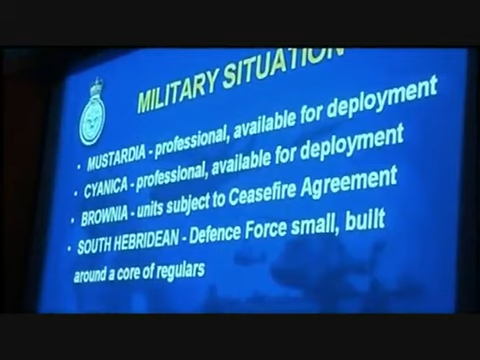 MILITARY SITUATION
• MUSTARDIA - professional, available for deployment
• CYANICA - professional, available for deployment
• BROWNIA - units subject to Ceasefire Agreement
• SOUTH HEBRIDEAN - Defence Force small, built
around a core of regulars